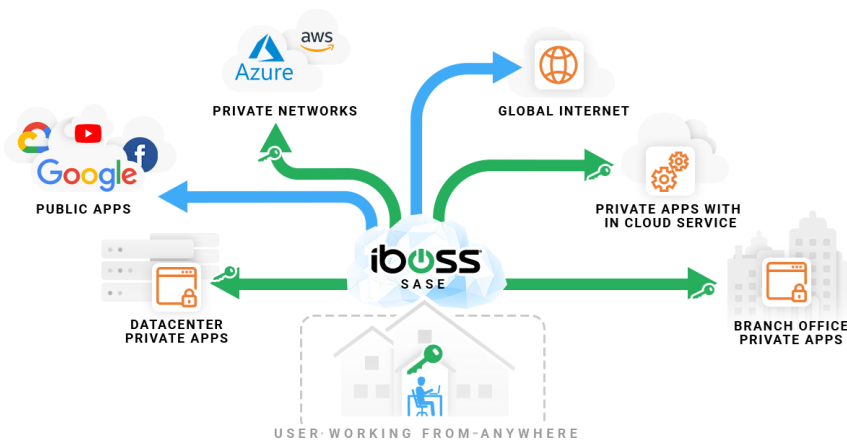 aws
Azure
PRIVATE NETWORKS
GLOBAL INTERNET
Google
PUBLIC APPS
PRIVATE APPS WITH
IN CLOUD SERVICE
iboss
SASE
DATACENTER
PRIVATE APPS
BRANCH OFFICE
PRIVATE APPS
USER WORKING FROM-ANYWHERE